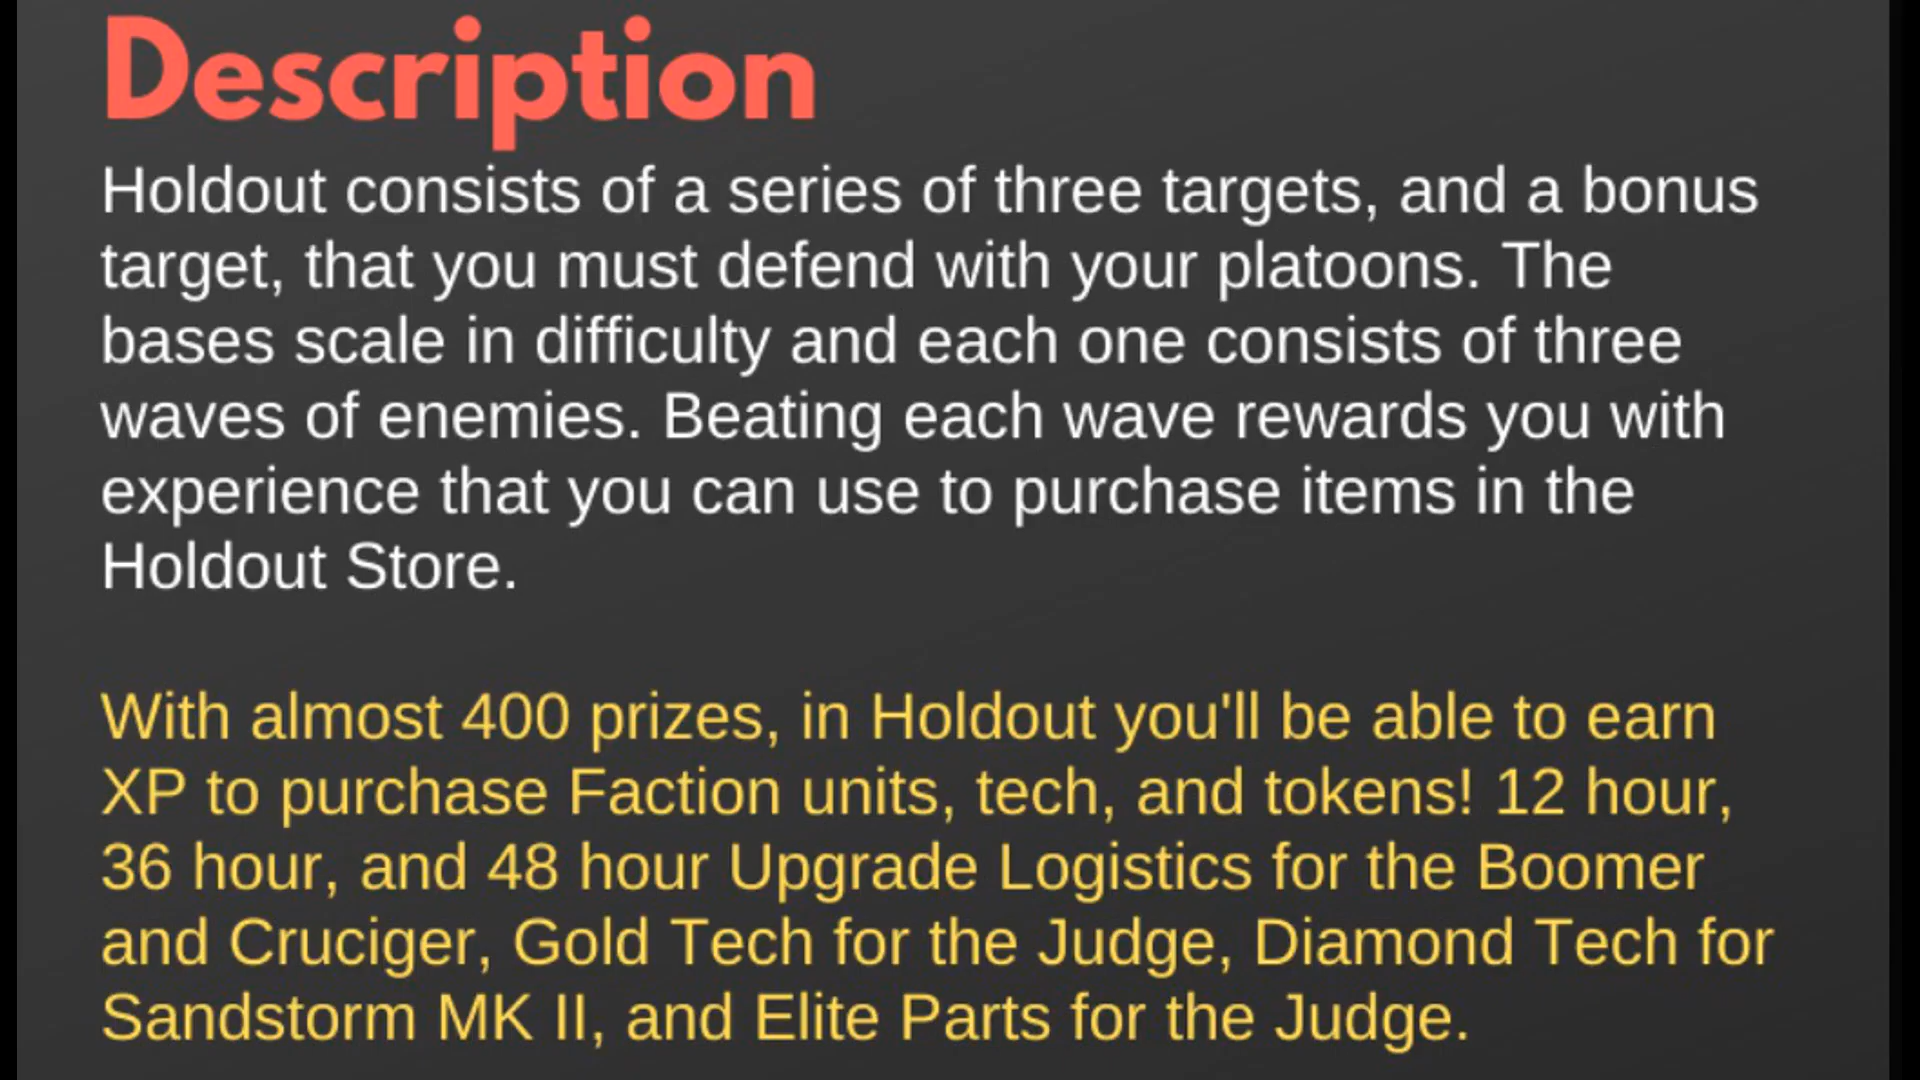 Description
Holdout consists of a series of three targets, and a bonus
target, that you must defend with your platoons. The
bases scale in difficulty and each one consists of three
waves of enemies. Beating each wave rewards you with
experience that you can use to purchase items in the
Holdout Store.
With almost 400 prizes, in Holdout you'll be able to earn
XP to purchase Faction units, tech, and tokens! 12 hour,
36 hour, and 48 hour Upgrade Logistics for the Boomer
and Cruciger, Gold Tech for the Judge, Diamond Tech for
Sandstorm MK II, and Elite Parts for the Judge.